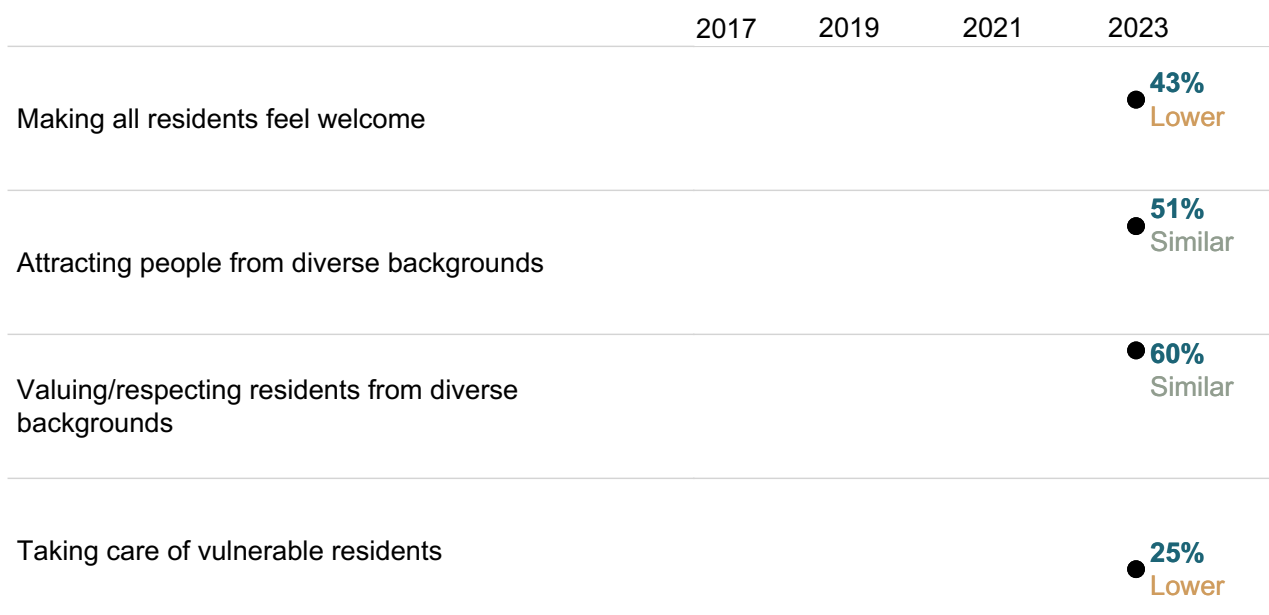 2017 2019 2021 2023
43%
Making all residents feel welcome
Lower
51%
Similar
Attracting people from diverse backgrounds
60%
Similar
Valuing/respecting residents from diverse
backgrounds
Taking care of vulnerable residents
25%
Lower